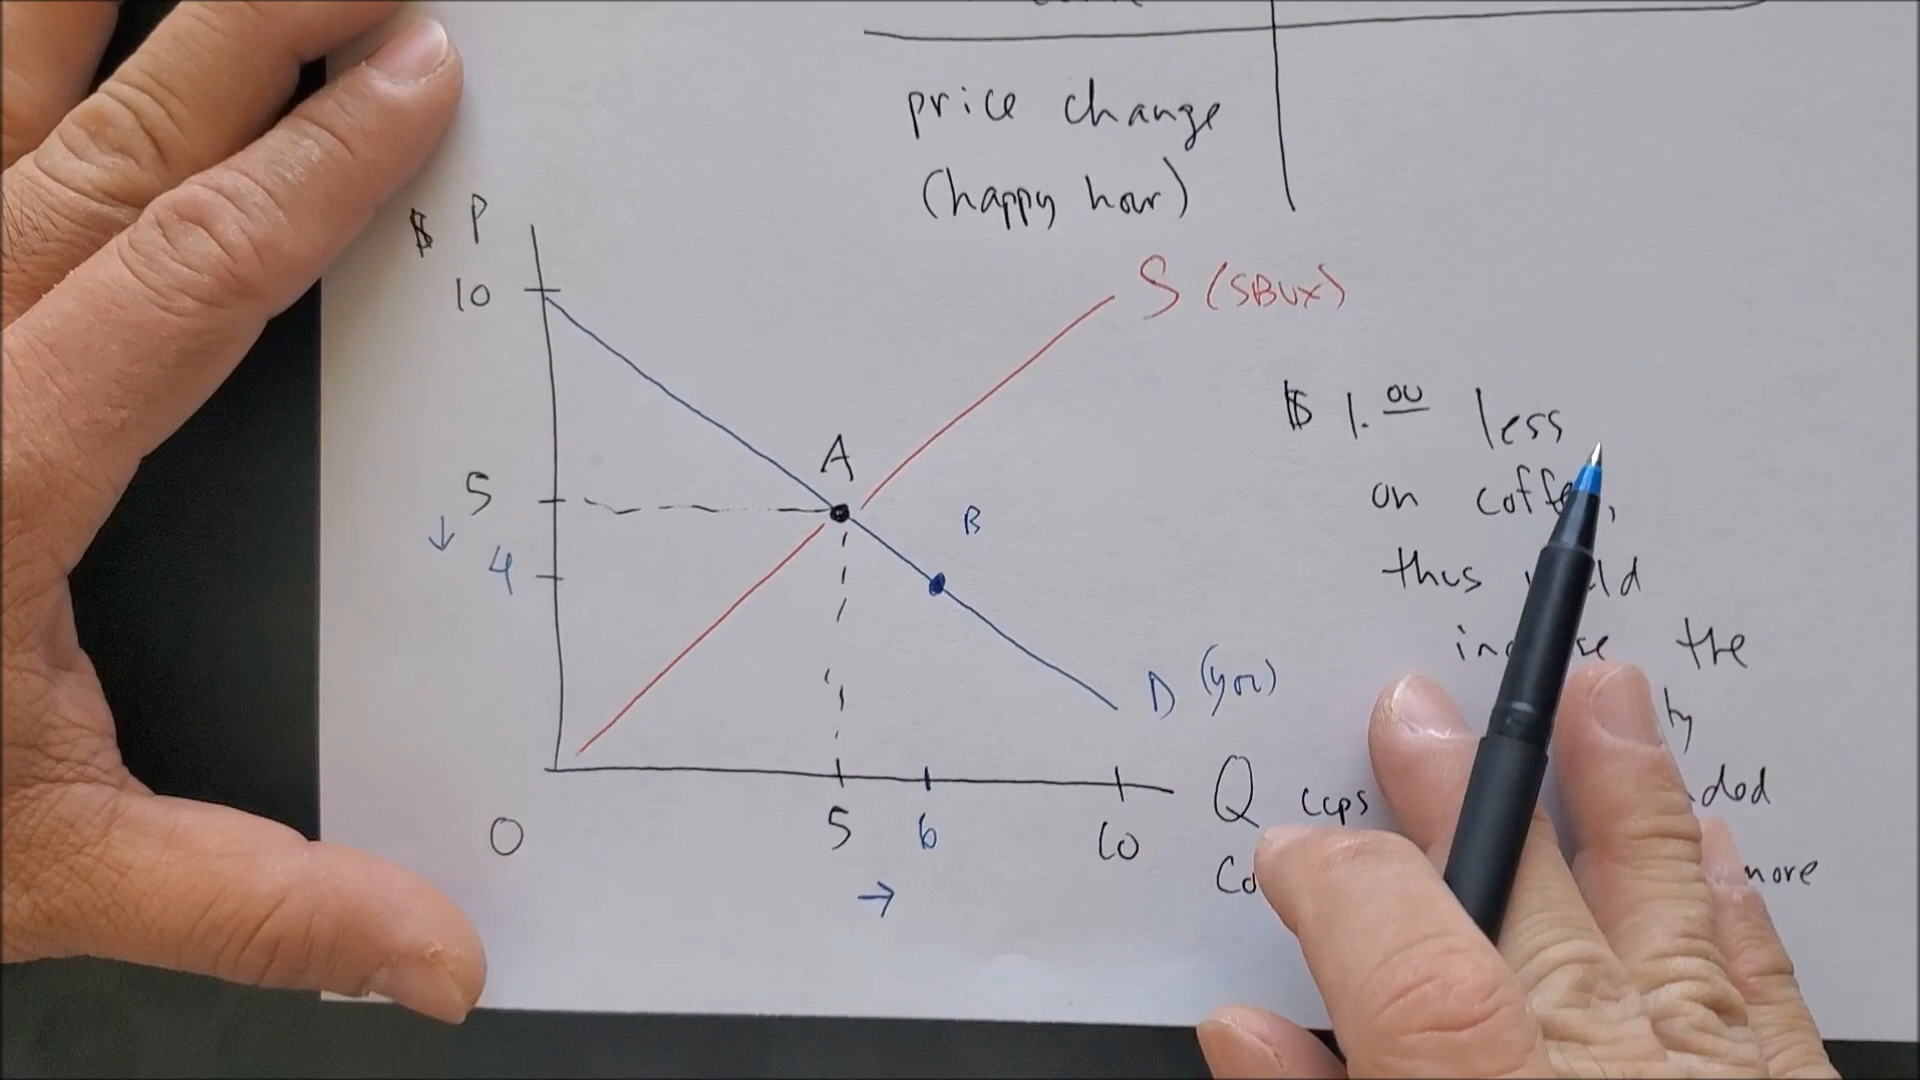 price change
(happy hour)
$ P
10
S (SBUX)
$ 1.00 less
on
thus
the
A
5
B
4
D (you)
Q cups
0
5
6
10
more